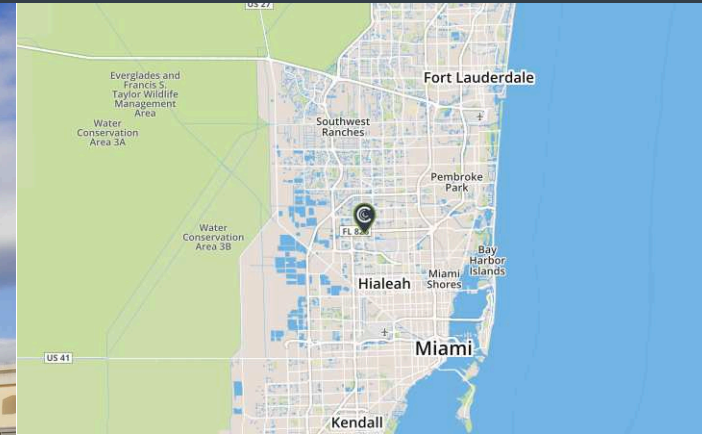 US 27
Fort Lauderdale
Everglades and
Francis S.
Taylor Wildlife
Management
Area
Water
Conservation
Area 3A
Southwest
Ranches
Pembroke
Park
FL 826
Water
Conservation
Area 3B
Bay
Harbor
Islands
Miami
Shores
Hialeah
Miami
US 41
Kendall